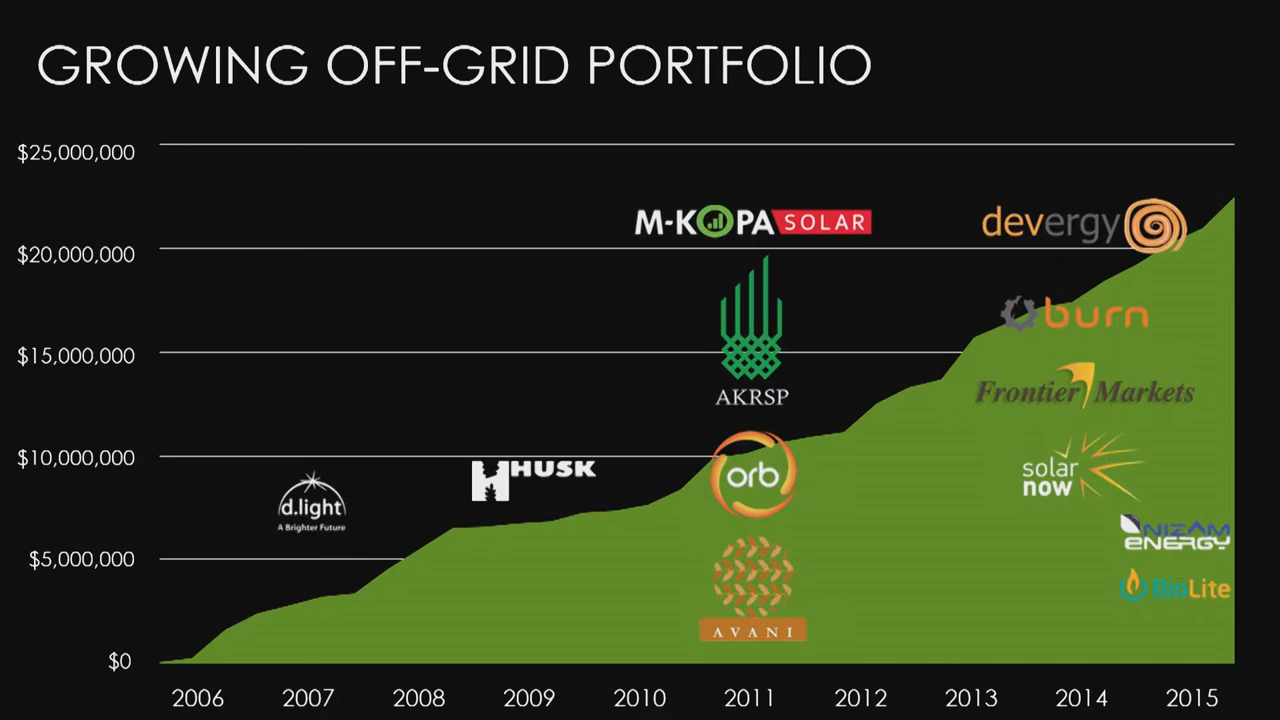 GROWING OFF-GRID PORTFOLIO
$25,000,000
$20,000,000
$15,000,000
$10,000,000
$5,000,000
$0
M-KOPA SOLAR
devergy
burn
AKRSP
Frontier Markets
HUSK
orb
solar
now
d.light
A Brighter Future
NIZAM
ENERGY
BioLite
AVANI
2006 2007 2008 2009 2010 2011 2012 2013 2014 2015